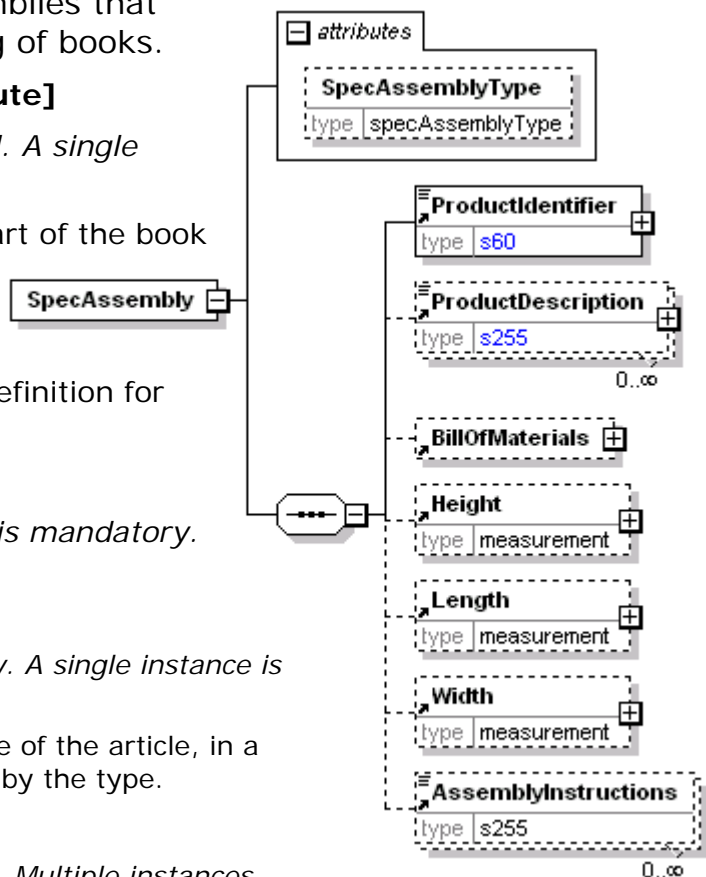 mblies that
g of books.
ute]
. A single
art of the book
efinition for
is mandatory.
y. A single instance is
e of the article, in a
by the type.
. Multiple instances
attributes
SpecAssemblyType
type specAssemblyType
SpecAssembly
ProductIdentifier
type s60
ProductDescription
type s255
0..∞
BillOfMaterials
Height
type measurement
Length
type measurement
Width
type measurement
AssemblyInstructions
type s255
0..∞